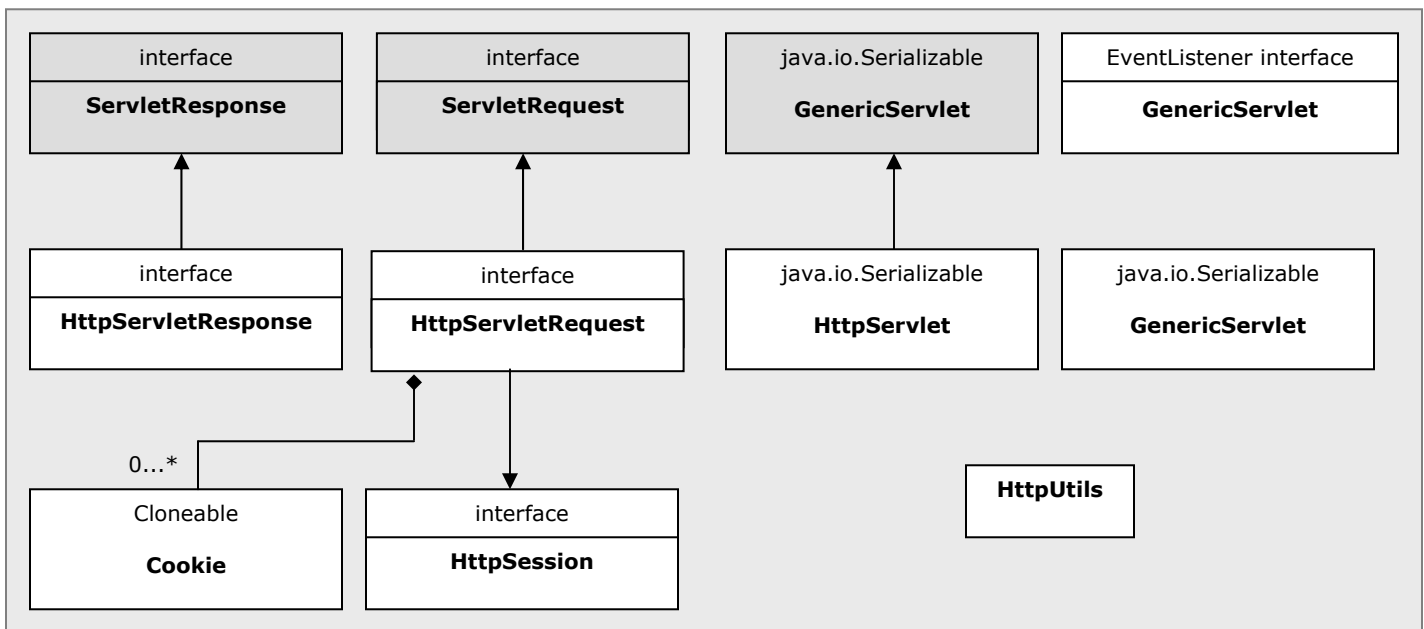 interface
ServletResponse
interface
ServletRequest
java.io.Serializable
GenericServlet
EventListener interface
GenericServlet
interface
HttpServletResponse
interface
HttpServletRequest
java.io.Serializable
HttpServlet
java.io.Serializable
GenericServlet
0...*
Cloneable
Cookie
interface
HttpSession
HttpUtils